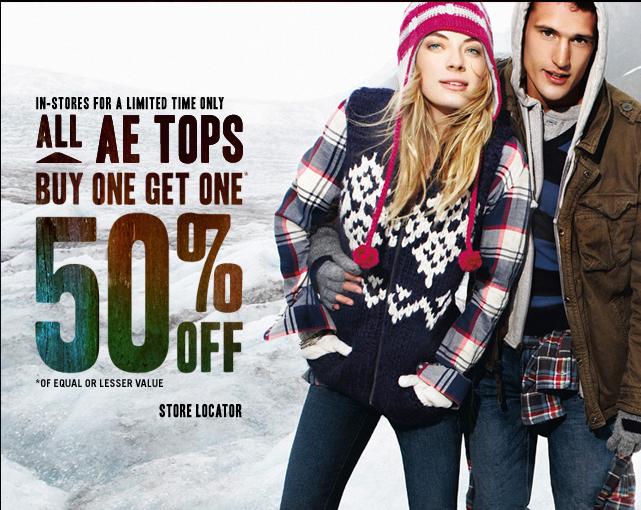 IN-STORES FOR A LIMITED TIME ONLY
ALL AE TOPS
BUY ONE GET ONE*
50% OFF
*OF EQUAL OR LESSER VALUE
STORE LOCATOR